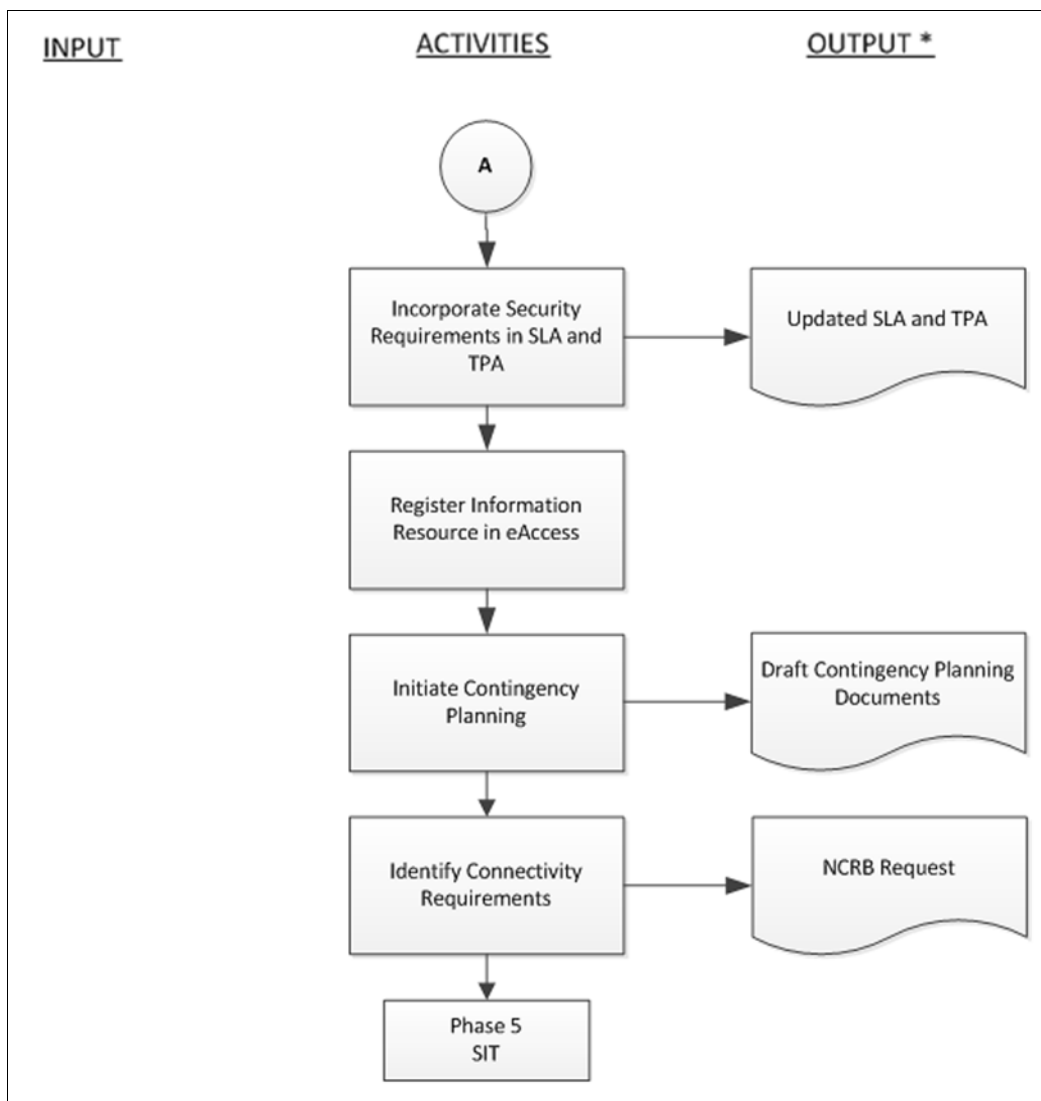 INPUT
ACTIVITIES
OUTPUT *
A
Incorporate Security
Requirements in SLA and
TPA
Updated SLA and TPA
Register Information
Resource in eAccess
Initiate Contingency
Planning
Draft Contingency Planning
Documents
Identify Connectivity
Requirements
NCRB Request
Phase 5
SIT